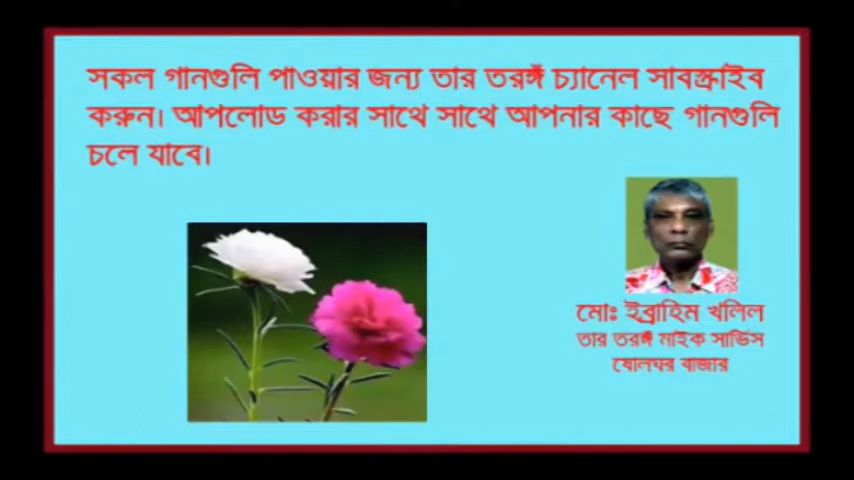 সকল গানগুলি পাওয়ার জন্য তার তরঙ্গঁ চ্যানেল সাবস্ক্রাইব
করুন। আপলোড করার সাথে সাথে আপনার কাছে গানগুলি
চলে যাবে।
মোঃ ইব্রাহিম খলিল
তার তরঙ্গঁ মাইক সার্ভিস
ষোলঘর বাজার